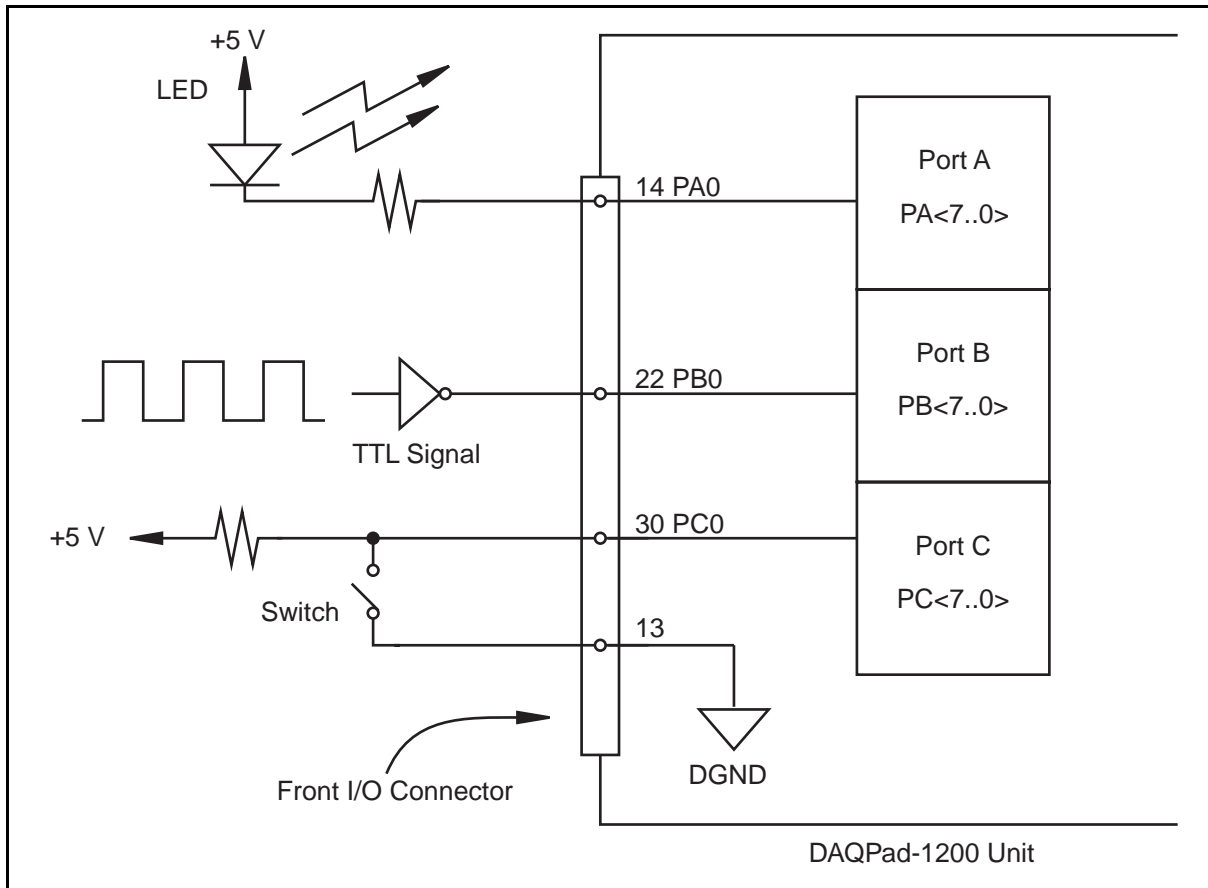 +5 V
LED
14 PA0
Port A
PA<7..0>
22 PB0
Port B
PB<7..0>
TTL Signal
+5 V
30 PC0
Port C
PC<7..0>
Switch
13
DGND
Front I/O Connector
DAQPad-1200 Unit